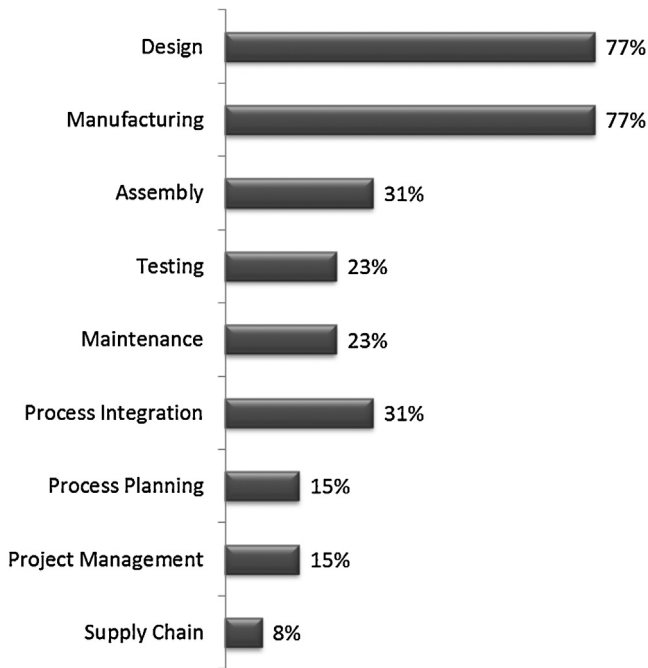 Design 77%
Manufacturing 77%
Assembly 31%
Testing 23%
Maintenance 23%
Process Integration 31%
Process Planning 15%
Project Management 15%
Supply Chain 8%